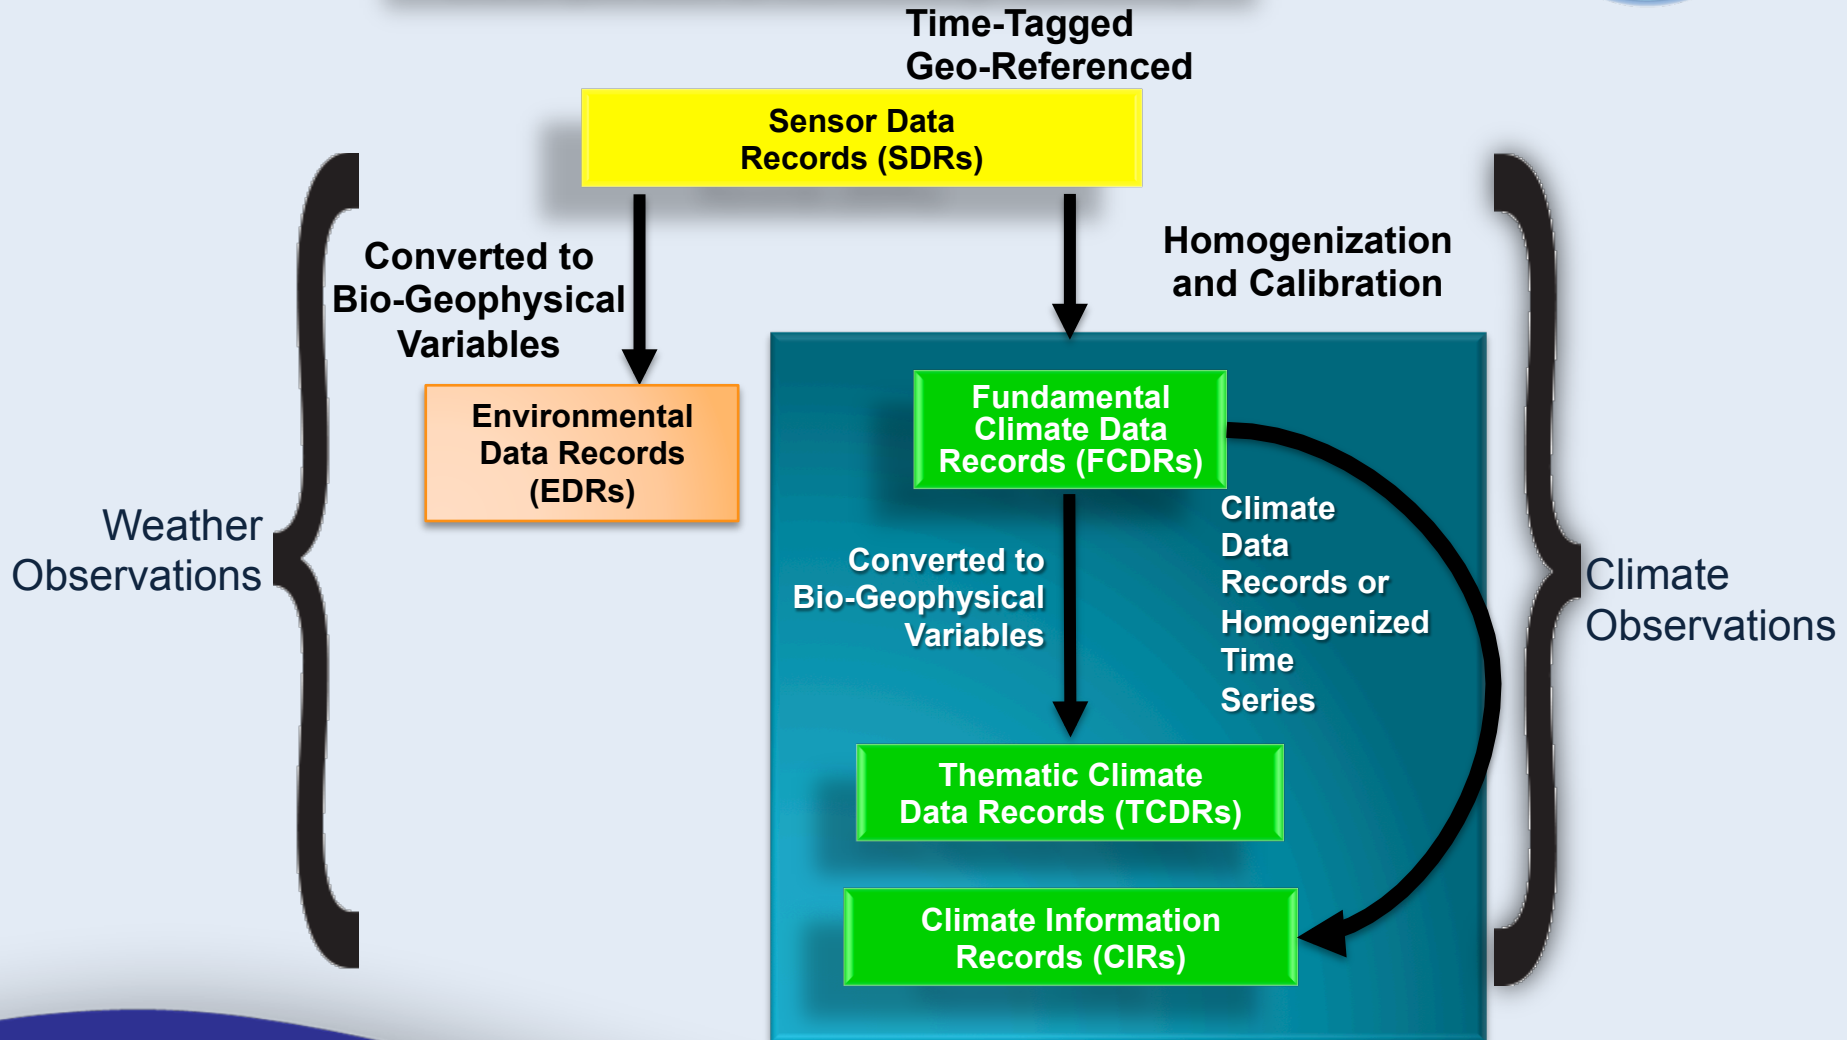 Time-Tagged
Geo-Referenced
Sensor Data
Records (SDRs)
Converted to
Bio-Geophysical
Variables
Homogenization
and Calibration
Environmental
Data Records
(EDRs)
Fundamental
Climate Data
Records (FCDRs)
Weather
Observations
Converted to
Bio-Geophysical
Variables
Climate
Data
Records or
Homogenized
Time
Series
Climate
Observations
Thematic Climate
Data Records (TCDRs)
Climate Information
Records (CIRs)